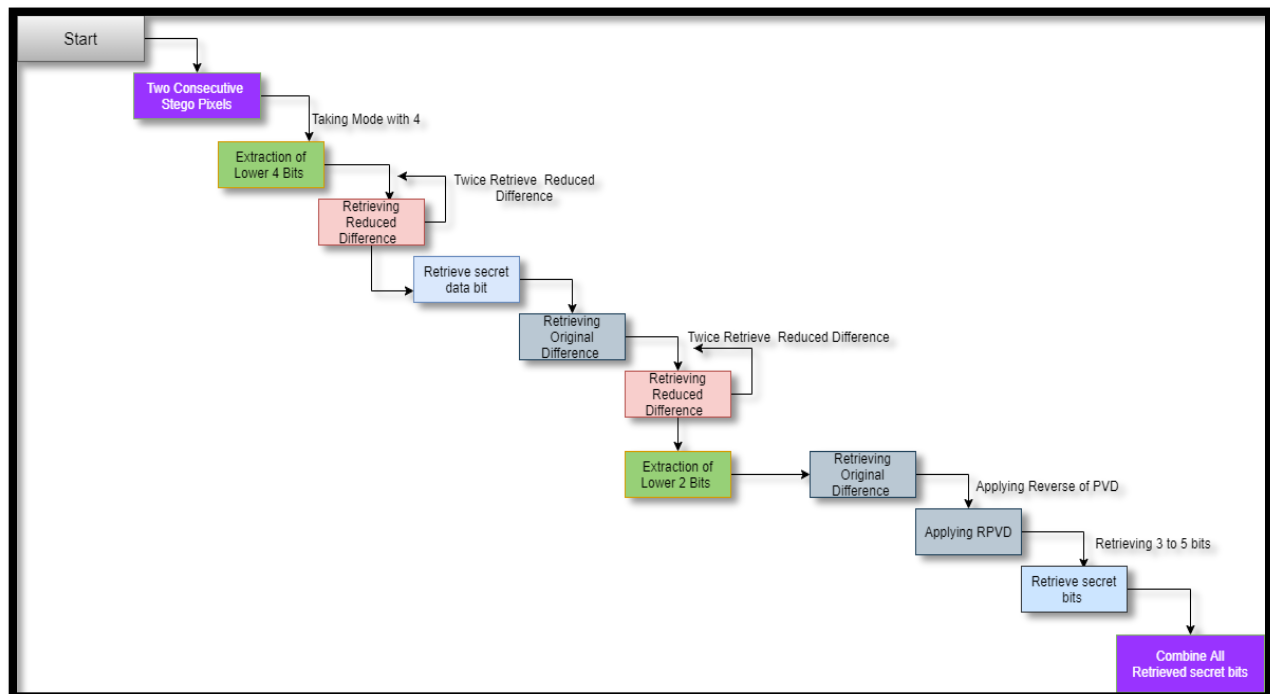 Start
Two Consecutive
Stego Pixels
Taking Mode with 4
Extraction of
Lower 4 Bits
Twice Retrieve Reduced
Difference
Retrieving
Reduced
Difference
Retrieve secret
data bit
Retrieving
Original
Difference
Twice Retrieve Reduced Difference
Retrieving
Reduced
Difference
Extraction of
Lower 2 Bits
Retrieving
Original
Difference
Applying Reverse of PVD
Applying RPVD
Retrieving 3 to 5 bits
Retrieve secret
bits
Combine All
Retrieved secret bits